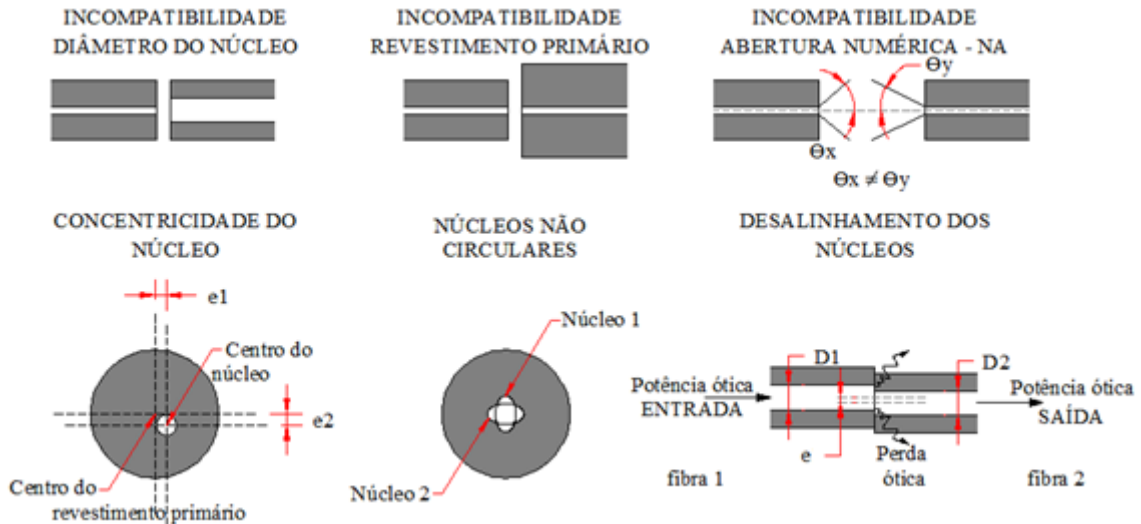 INCOMPATIBILIDADE
DIÂMETRO DO NÚCLEO
INCOMPATIBILIDADE
REVESTIMENTO PRIMÁRIO
INCOMPATIBILIDADE
ABERTURA NUMÉRICA - NA
ϴy
ϴx
ϴx ≠ ϴy
CONCENTRICIDADE DO
NÚCLEO
e1
Centro do
núcleo
e2
Centro do
revestimento primário
NÚCLEOS NÃO
CIRCULARES
Núcleo 1
Núcleo 2
DESALINHAMENTO DOS
NÚCLEOS
D1
D2
Potência ótica
ENTRADA
Potência ótica
SAÍDA
e
Perda
ótica
fibra 1
fibra 2